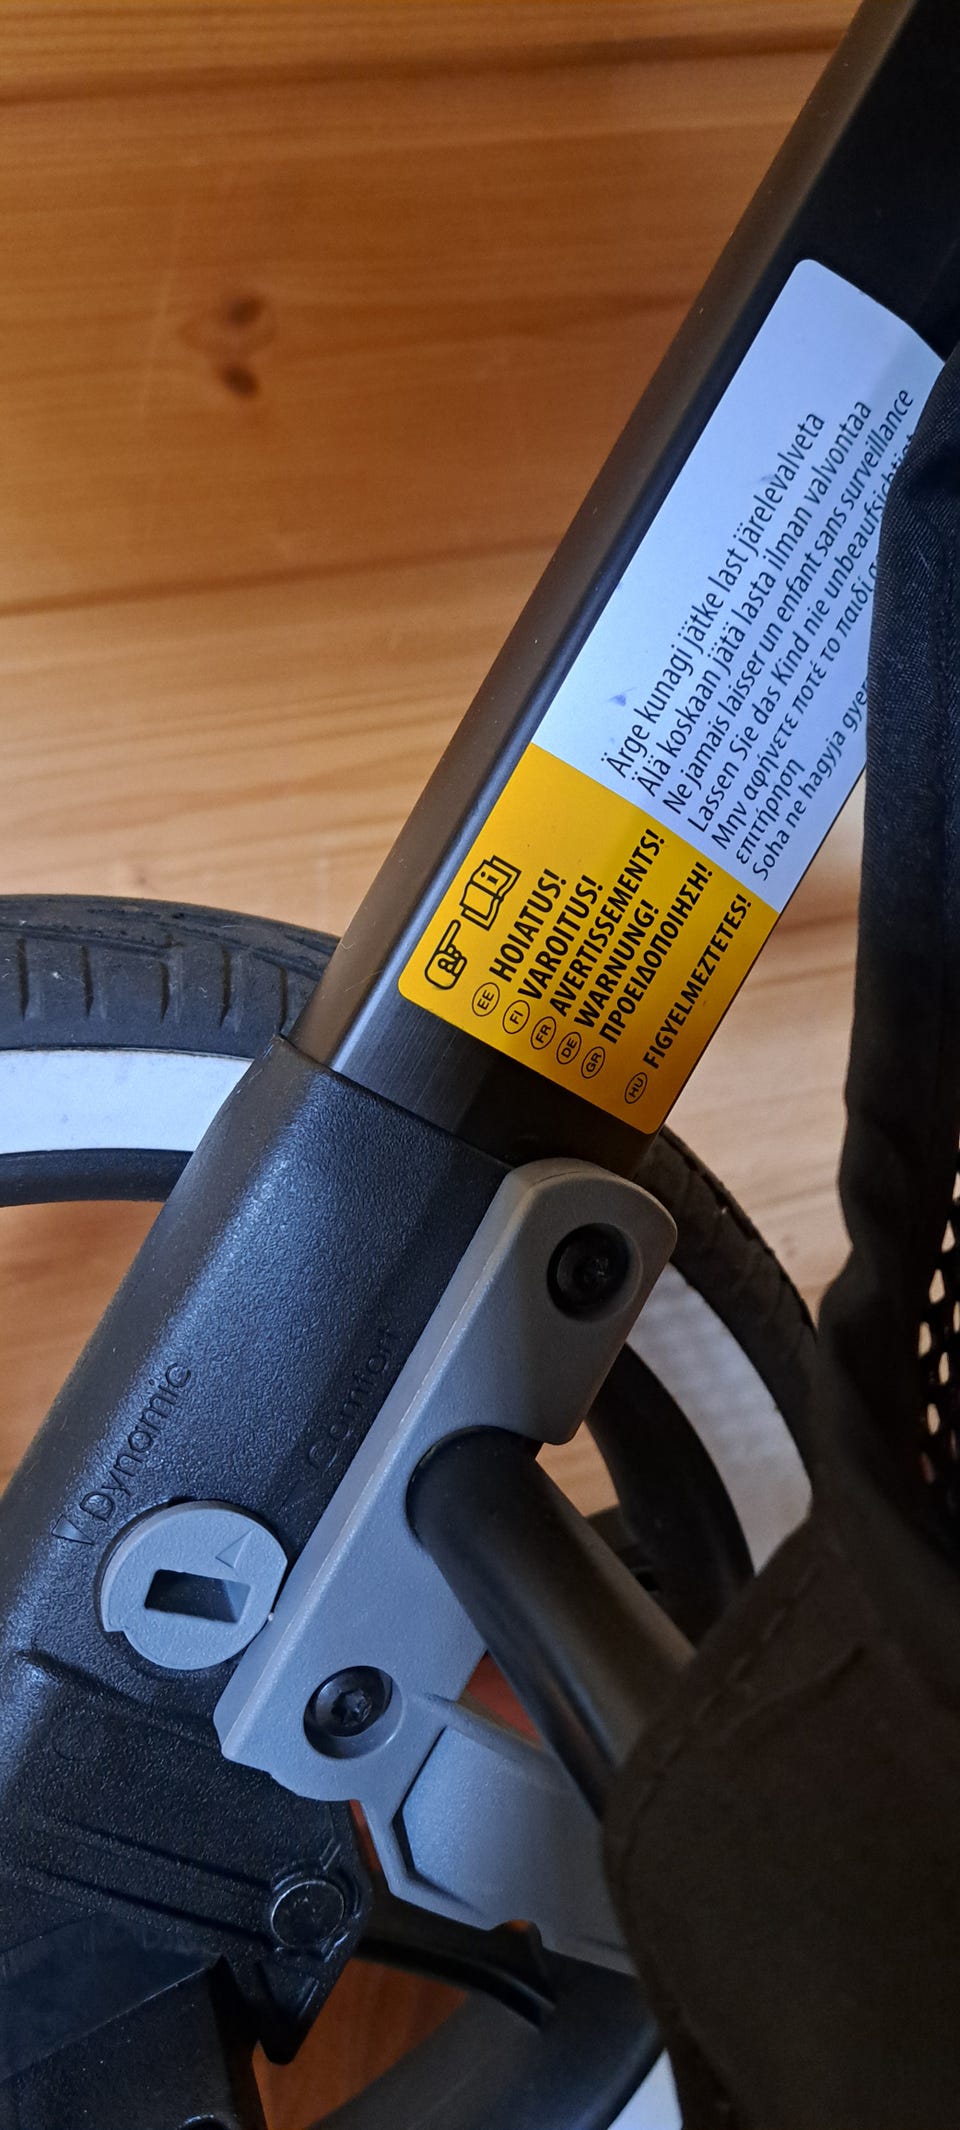 EE HOIATUS! Ärge kunagi jätke last järelevalveta
FI VAROITUS! Älä koskaan jätä lasta ilman valvontaa
FR AVERTISSEMENTS! Ne jamais laisser un enfant sans surveillance
DE WARNUNG! Lassen Sie das Kind nie unbeaufsichtigt
GR ΠΡΟΕΙΔΟΠΟΙΗΣΗ! Μην αφήνετε ποτέ το παιδί
επιτήρηση
HU FIGYELMEZTETES! Soha ne hagyja
Dynamic
Comfort